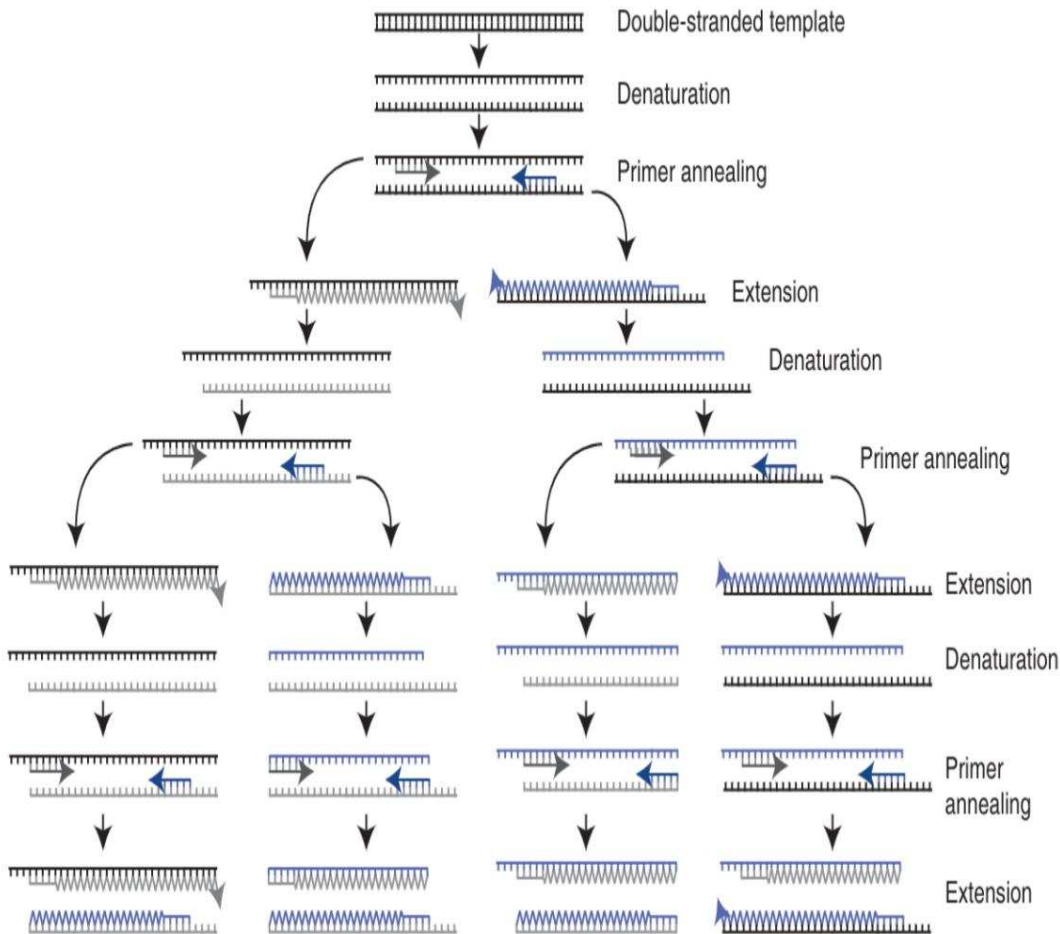 Double-stranded template
Denaturation
Primer annealing
Extension
Denaturation
Primer annealing
Extension
Denaturation
Primer
annealing
Extension